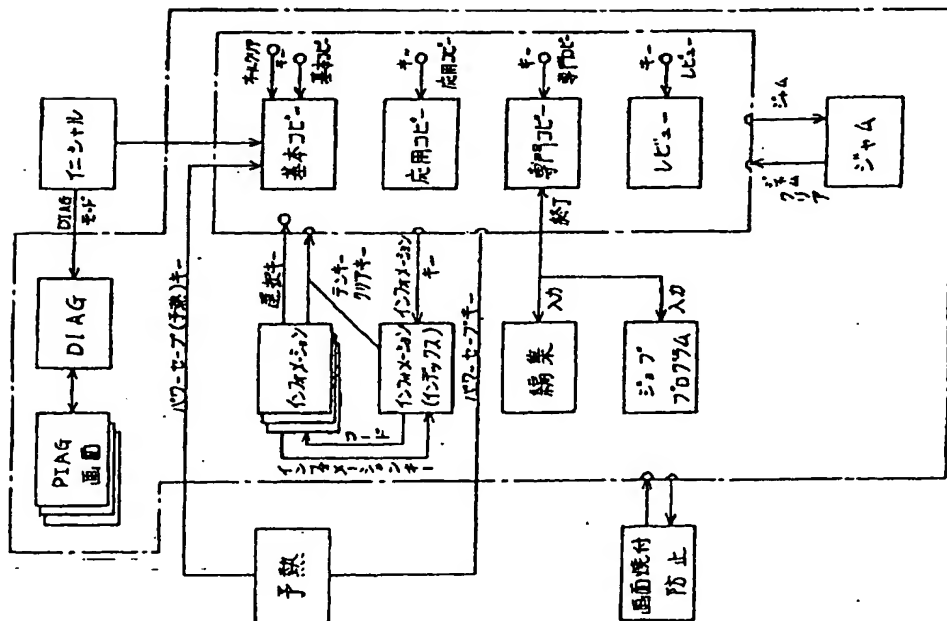 イニシャル
DIAG
モード
DIAG
DIAG
画面
パワーセーブ(予熱)キー
オールクリア
キー
基本コピー
基本コピー
キー
応用コピー
応用コピー
キー
専門コピー
専門コピー
キー
レビュー
レビュー
ジャム
ジャム
クリア
ジャム
キー
テンキー
クリアキー
インフォメーション
キー
終了
インフォメーション
インフォメーション
(インデックス)
コード
インフォメーションキー
パワーセーブキー
入力
入力
編集
ジョブ
プログラム
予熱
画面焼付
防止